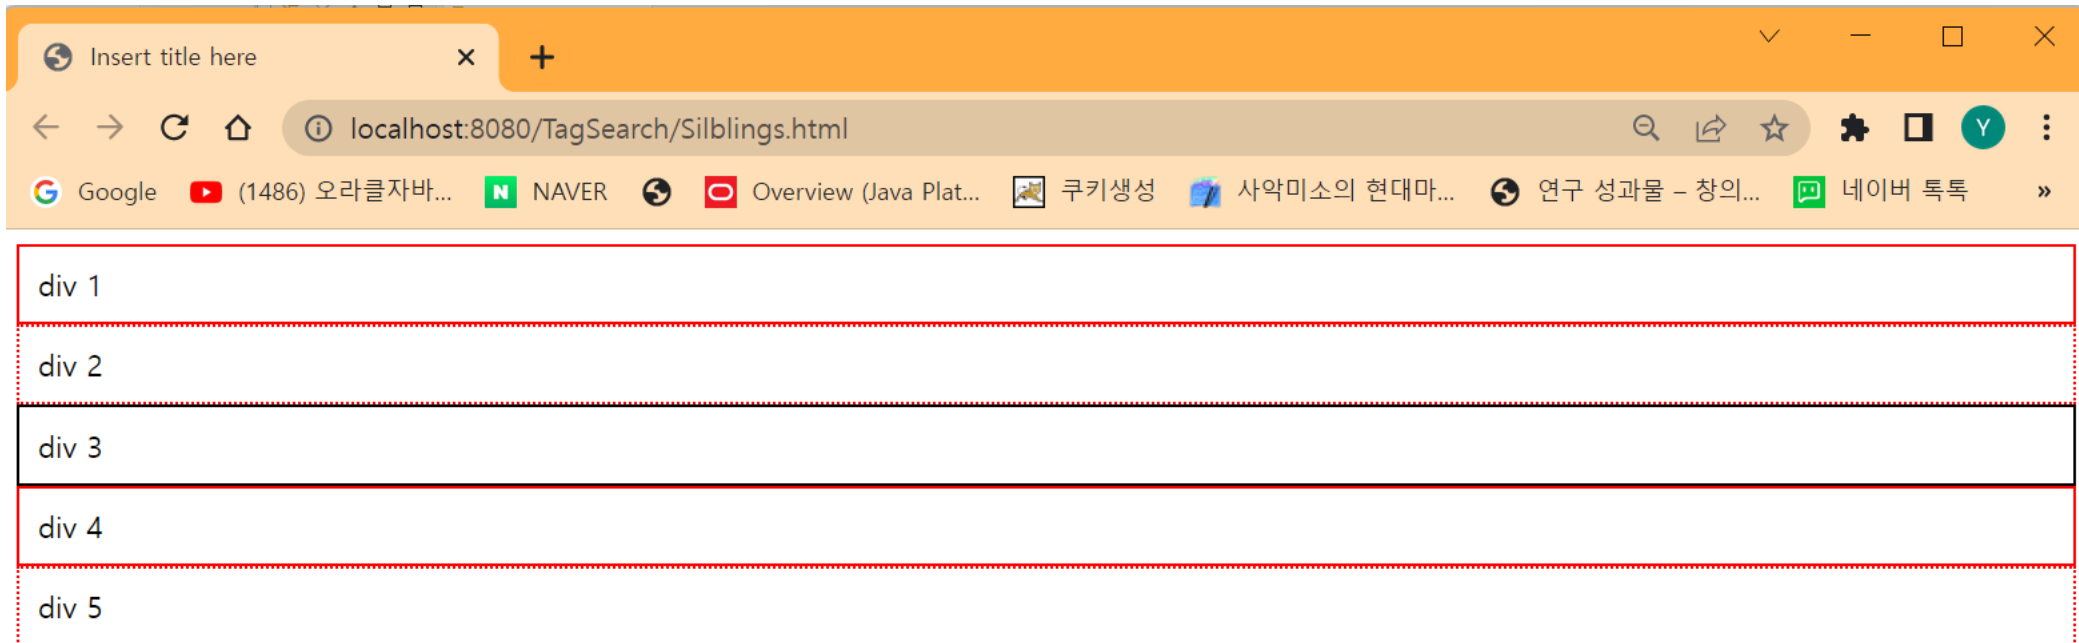 Insert title here
localhost:8080/TagSearch/Silblings.html
Y
Google (1486) 오라클자바... N NAVER Overview (Java Plat... 쿠키생성 사악미소의 현대마... 연구 성과물 – 창의... 네이버 톡톡 »
div 1
div 2
div 3
div 4
div 5